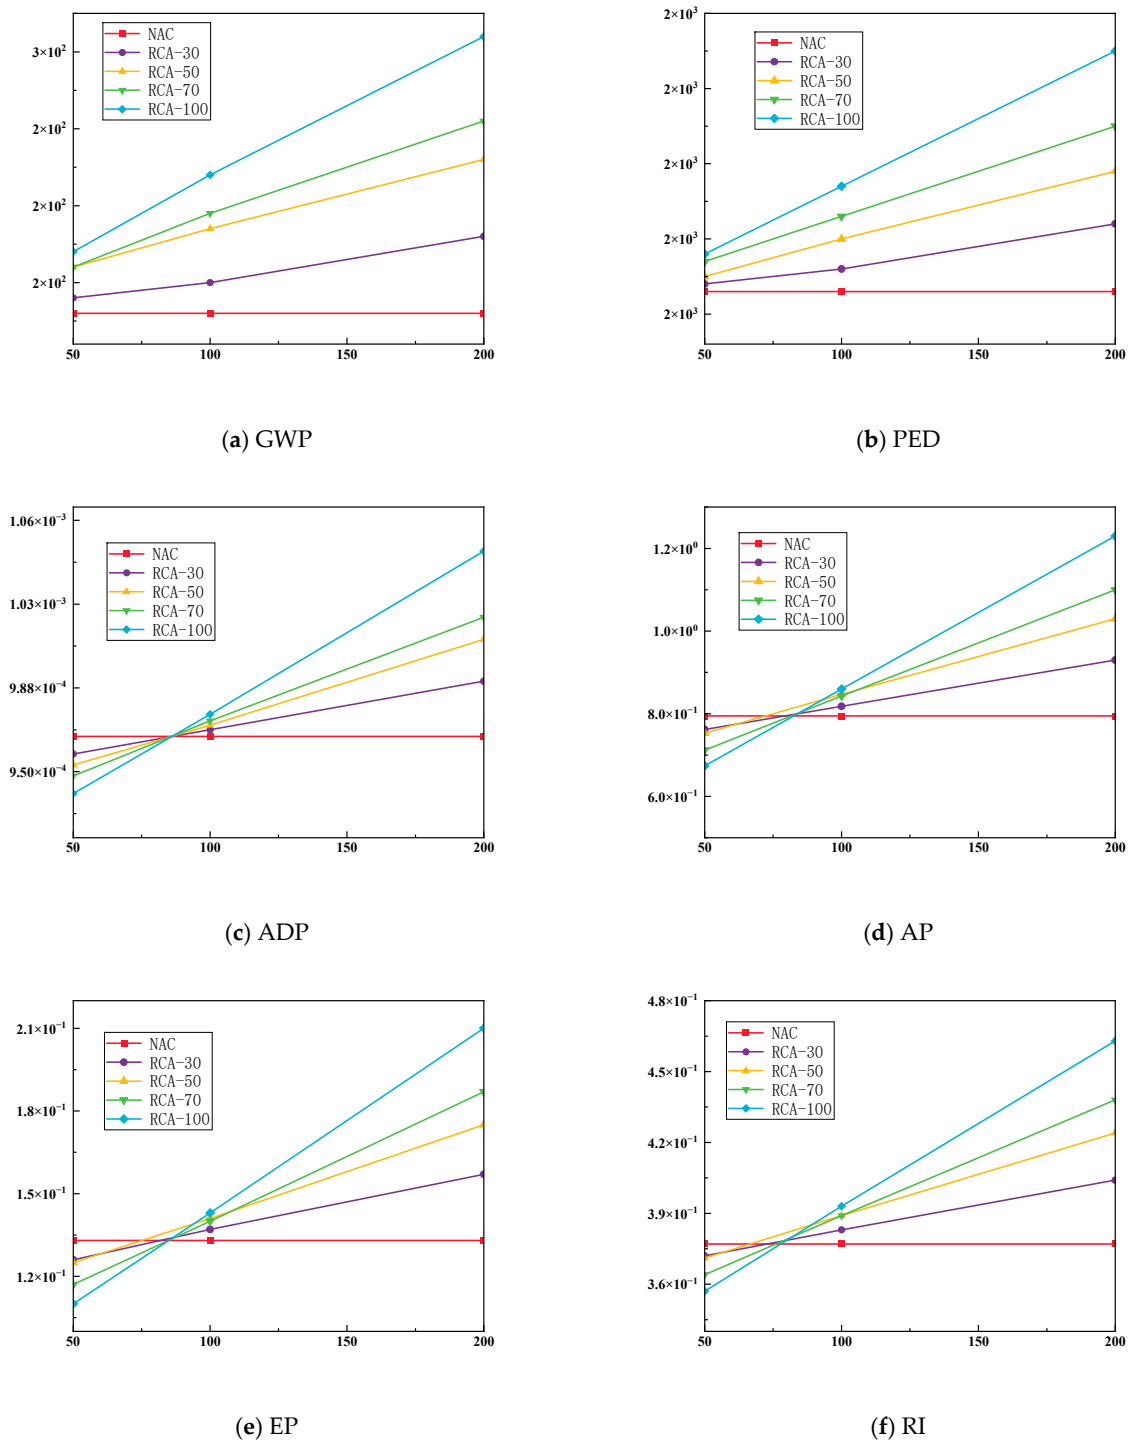 3×10²
2×10²
2×10²
2×10²
NAC
RCA-30
RCA-50
RCA-70
RCA-100
50 100 150 200
(a) GWP
2×10³
2×10³
2×10³
2×10³
2×10³
NAC
RCA-30
RCA-50
RCA-70
RCA-100
50 100 150 200
(b) PED
1.06×10⁻³
1.03×10⁻³
9.88×10⁻⁴
9.50×10⁻⁴
NAC
RCA-30
RCA-50
RCA-70
RCA-100
50 100 150 200
(c) ADP
1.2×10⁰
1.0×10⁰
8.0×10⁻¹
6.0×10⁻¹
NAC
RCA-30
RCA-50
RCA-70
RCA-100
50 100 150 200
(d) AP
2.1×10⁻¹
1.8×10⁻¹
1.5×10⁻¹
1.2×10⁻¹
NAC
RCA-30
RCA-50
RCA-70
RCA-100
50 100 150 200
(e) EP
4.8×10⁻¹
4.5×10⁻¹
4.2×10⁻¹
3.9×10⁻¹
3.6×10⁻¹
NAC
RCA-30
RCA-50
RCA-70
RCA-100
50 100 150 200
(f) RI